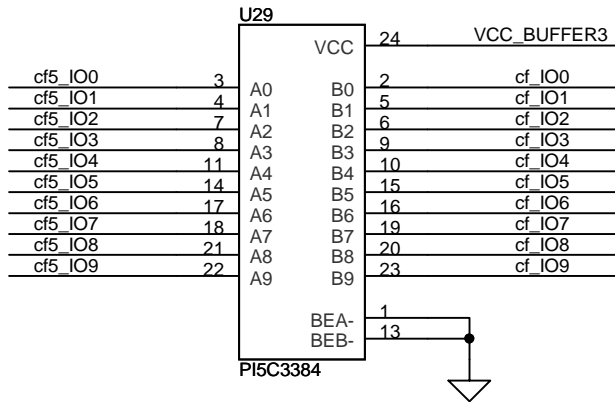 U29
VCC 24 VCC_BUFFER3
cf5_IO0 3 A0 B0 2 cf_IO0
cf5_IO1 4 A1 B1 5 cf_IO1
cf5_IO2 7 A2 B2 6 cf_IO2
cf5_IO3 8 A3 B3 9 cf_IO3
cf5_IO4 11 A4 B4 10 cf_IO4
cf5_IO5 14 A5 B5 15 cf_IO5
cf5_IO6 17 A6 B6 16 cf_IO6
cf5_IO7 18 A7 B7 19 cf_IO7
cf5_IO8 21 A8 B8 20 cf_IO8
cf5_IO9 22 A9 B9 23 cf_IO9
BEA- 1
BEB- 13
PI5C3384